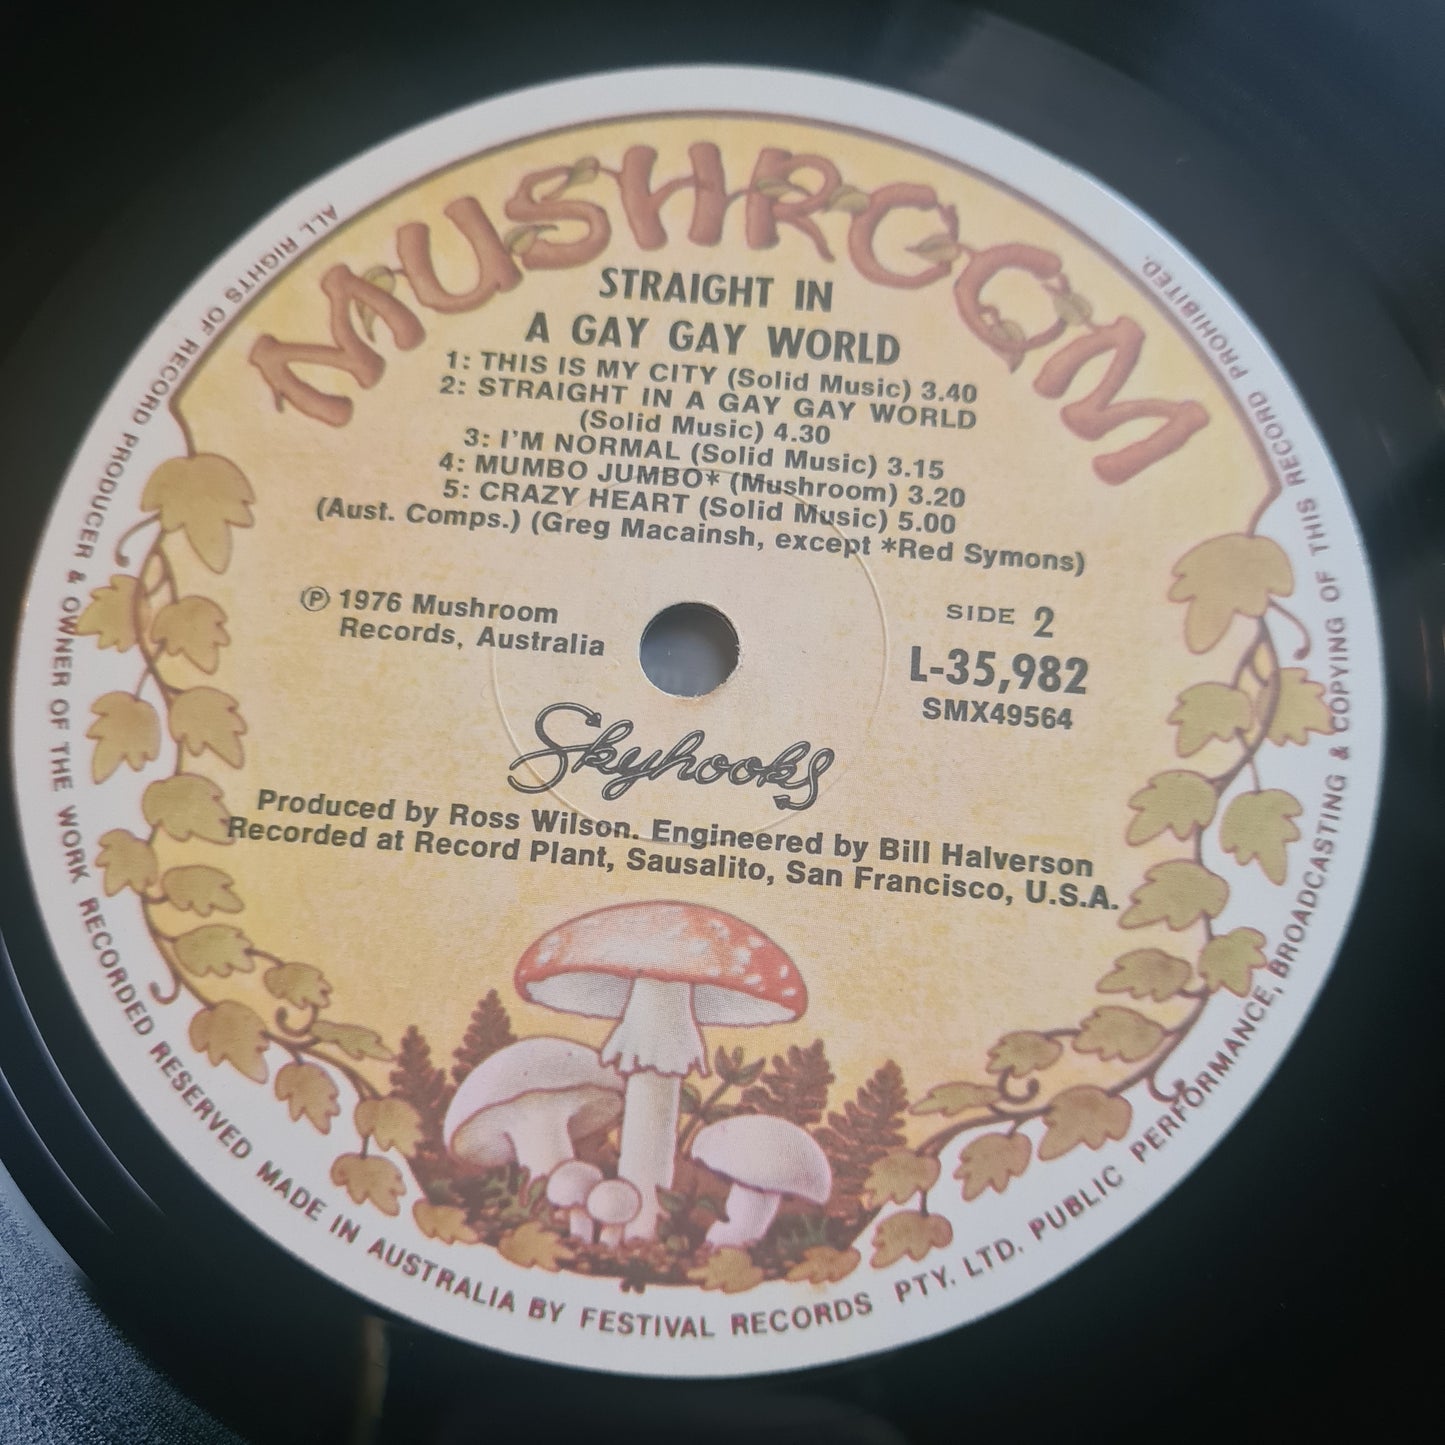 MUSHROOM
STRAIGHT IN
A GAY GAY WORLD
1: THIS IS MY CITY (Solid Music) 3.40
2: STRAIGHT IN A GAY GAY WORLD
(Solid Music) 4.30
3: I'M NORMAL (Solid Music) 3.15
4: MUMBO JUMBO* (Mushroom) 3.20
5: CRAZY HEART (Solid Music) 5.00
(Aust. Comps.) (Greg Macainsh, except *Red Symons)
℗ 1976 Mushroom
Records, Australia
SIDE 2
L-35,982
SMX49564
Skyhooks
Produced by Ross Wilson. Engineered by Bill Halverson
Recorded at Record Plant, Sausalito, San Francisco, U.S.A.
ALL RIGHTS OF RECORD PRODUCER & OWNER OF THE WORK RECORDED RESERVED MADE IN AUSTRALIA BY FESTIVAL RECORDS PTY. LTD. PUBLIC PERFORMANCE, BROADCASTING & COPYING OF THIS RECORD PROHIBITED.